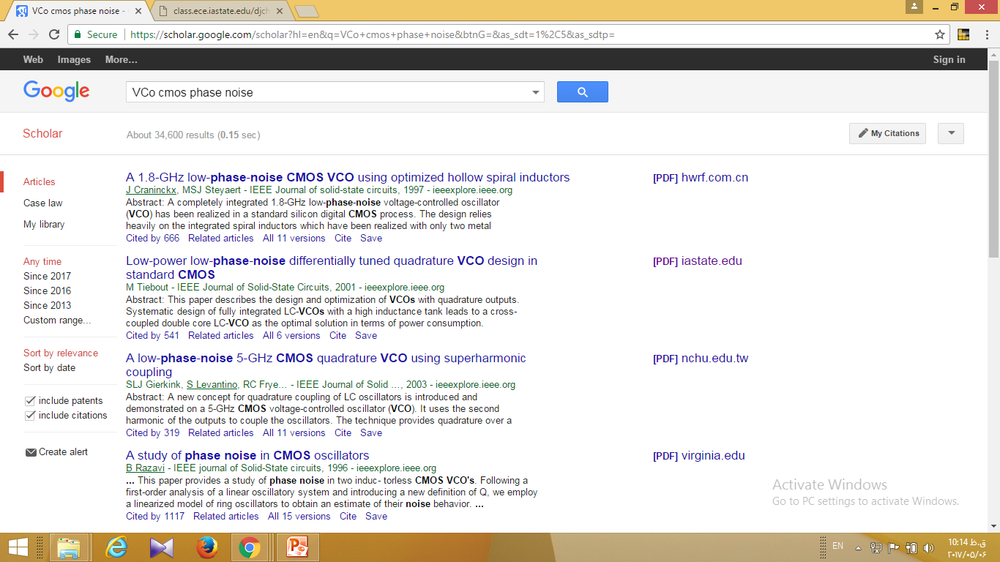 VCo cmos phase noise -
class.ece.iastate.edu/djch
Secure
https://scholar.google.com/scholar?hl=en&q=VCo+cmos+phase+noise&btnG=&as_sdt=1%2C5&as_sdtp=
Web Images More... Sign in
Google
VCo cmos phase noise
Scholar
About 34,600 results (0.15 sec)
My Citations
Articles
Case law
My library
Any time
Since 2017
Since 2016
Since 2013
Custom range...
Sort by relevance
Sort by date
include patents
include citations
Create alert
A 1.8-GHz low-phase-noise CMOS VCO using optimized hollow spiral inductors
J Craninckx, MSJ Steyaert - IEEE Journal of solid-state circuits, 1997 - ieeexplore.ieee.org
Abstract: A completely integrated 1.8-GHz low-phase-noise voltage-controlled oscillator
(VCO) has been realized in a standard silicon digital CMOS process. The design relies
heavily on the integrated spiral inductors which have been realized with only two metal
Cited by 666 Related articles All 11 versions Cite Save
[PDF] hwrf.com.cn
Low-power low-phase-noise differentially tuned quadrature VCO design in
standard CMOS
M Tiebout - IEEE Journal of Solid-State Circuits, 2001 - ieeexplore.ieee.org
Abstract: This paper describes the design and optimization of VCOs with quadrature outputs.
Systematic design of fully integrated LC-VCOs with a high inductance tank leads to a cross-
coupled double core LC-VCO as the optimal solution in terms of power consumption.
Cited by 541 Related articles All 6 versions Cite Save
[PDF] iastate.edu
A low-phase-noise 5-GHz CMOS quadrature VCO using superharmonic
coupling
SLJ Gierkink, S Levantino, RC Frye... - IEEE Journal of Solid ..., 2003 - ieeexplore.ieee.org
Abstract: A new concept for quadrature coupling of LC oscillators is introduced and
demonstrated on a 5-GHz CMOS voltage-controlled oscillator (VCO). It uses the second
harmonic of the outputs to couple the oscillators. The technique provides quadrature over a
Cited by 319 Related articles All 11 versions Cite Save
[PDF] nchu.edu.tw
A study of phase noise in CMOS oscillators
B Razavi - IEEE journal of Solid-State circuits, 1996 - ieeexplore.ieee.org
... This paper provides a study of phase noise in two induc- torless CMOS VCO's. Following a
first-order analysis of a linear oscillatory system and introducing a new definition of Q, we employ
a linearized model of ring oscillators to obtain an estimate of their noise behavior. ...
Cited by 1117 Related articles All 15 versions Cite Save
[PDF] virginia.edu
Activate Windows
Go to PC settings to activate Windows.
EN
10:14 ق.ظ
۲۰۱۷/۰۵/۰۶